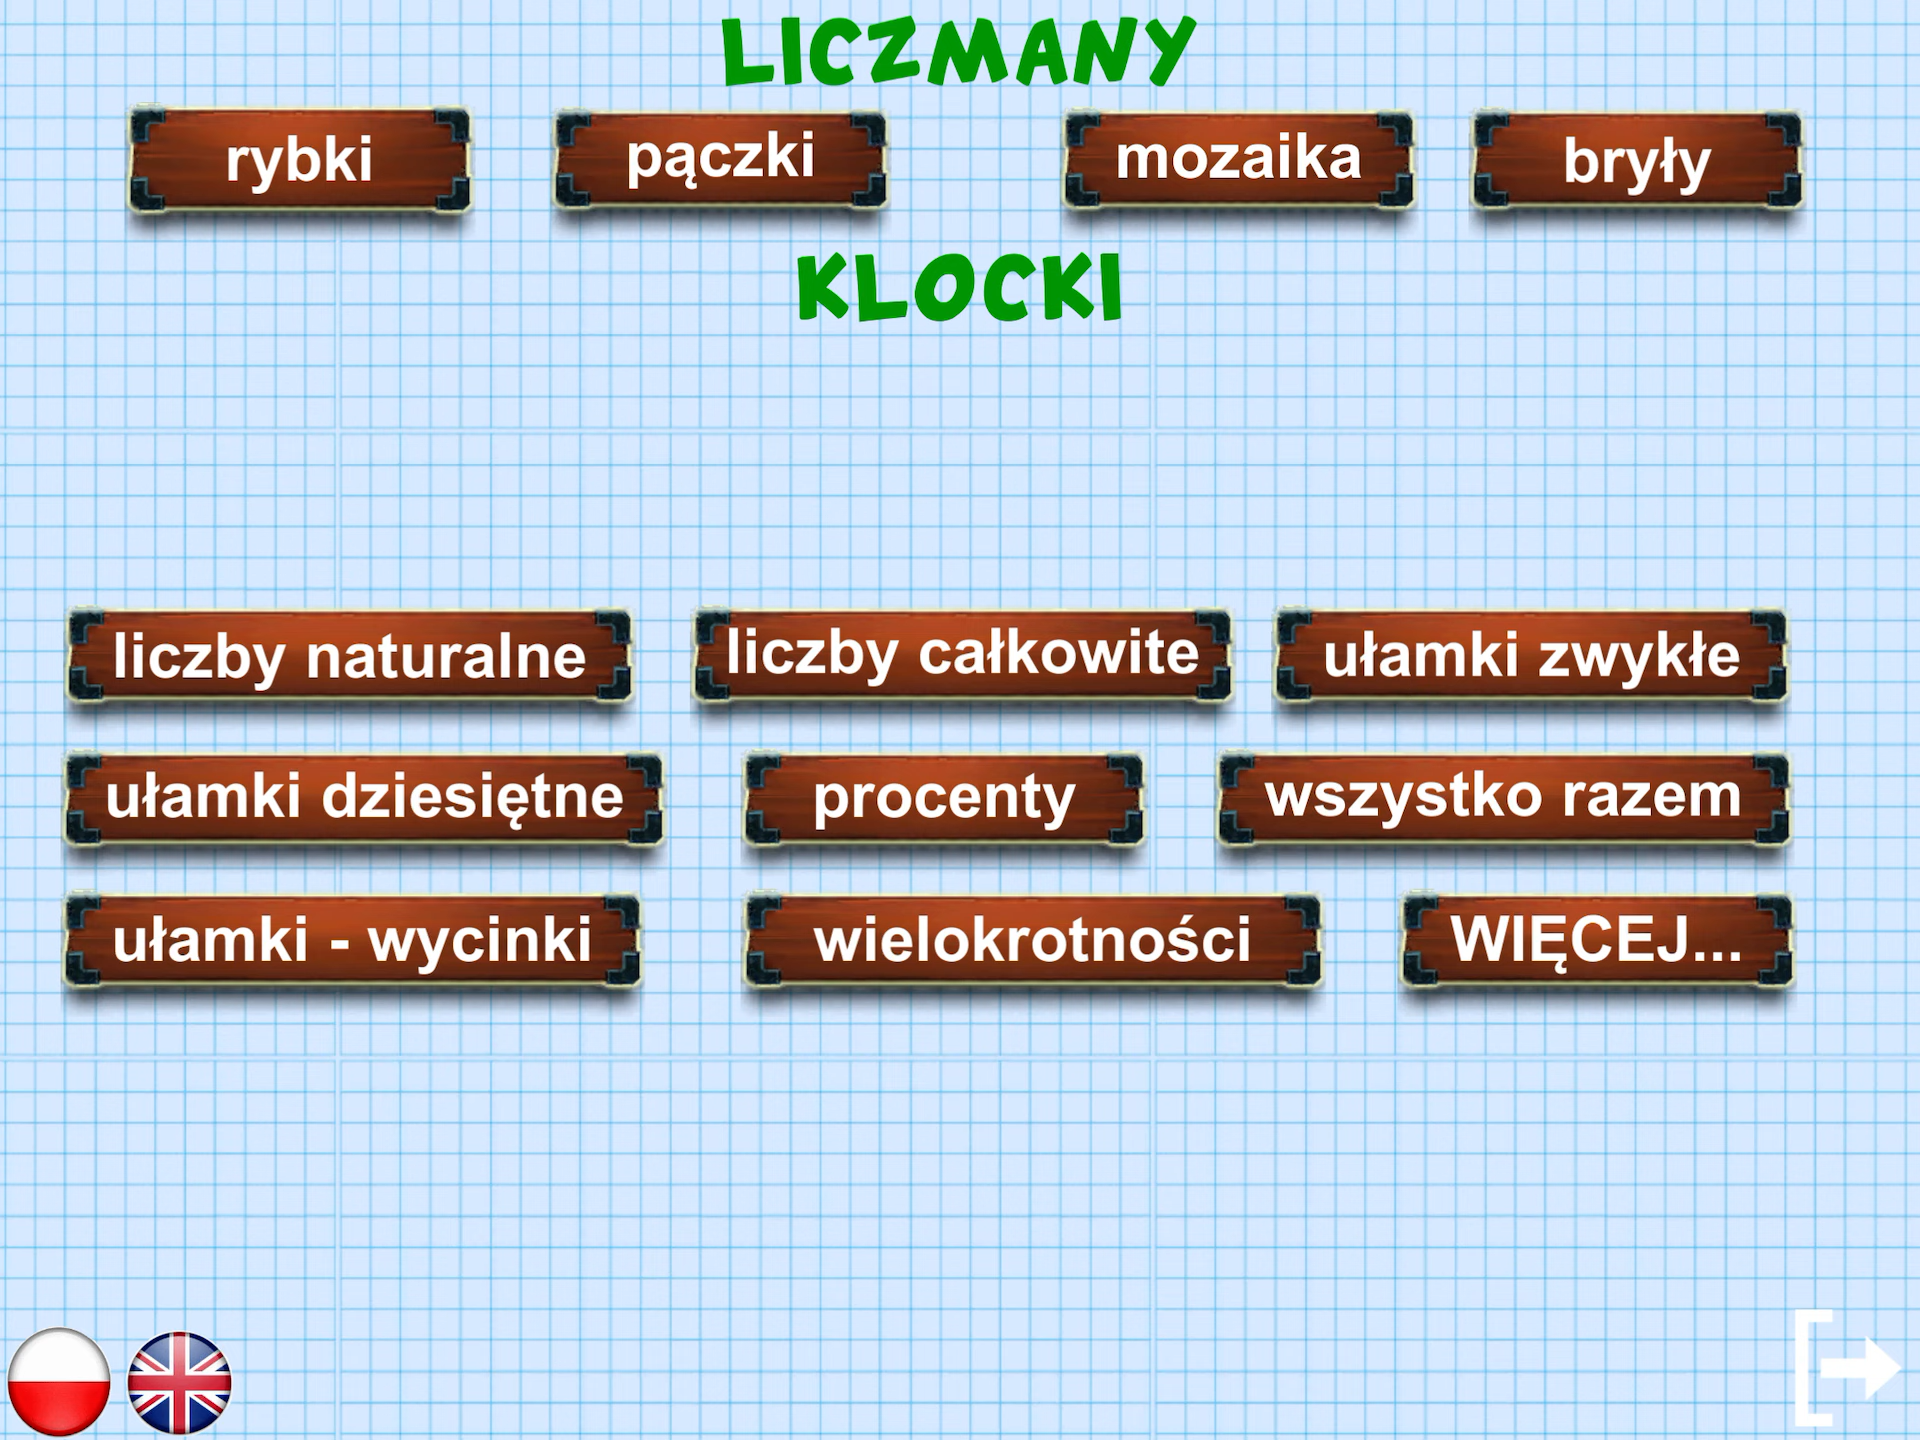 LICZMANY
rybki pączki mozaika bryły
KLOCKI
liczby naturalne liczby całkowite ułamki zwykłe
ułamki dziesiętne procenty wszystko razem
ułamki - wycinki wielokrotności WIĘCEJ...